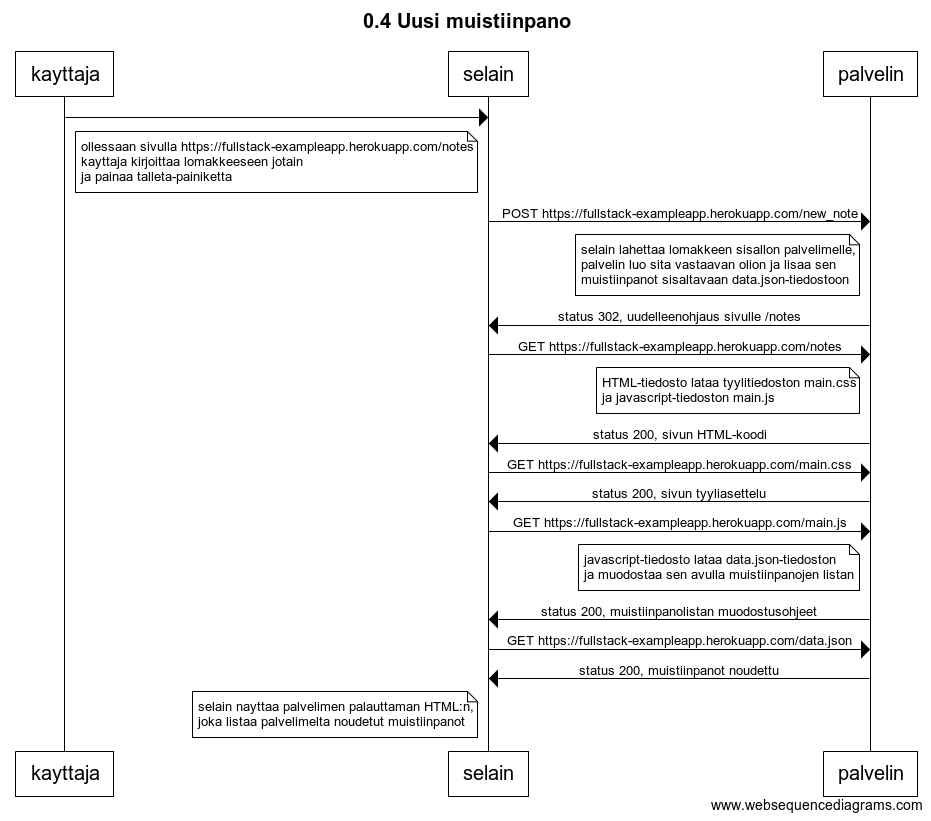 0.4 Uusi muistiinpano
kayttaja
selain
palvelin
ollessaan sivulla https://fullstack-exampleapp.herokuapp.com/notes
kayttaja kirjoittaa lomakkeeseen jotain
ja painaa talleta-painiketta
POST https://fullstack-exampleapp.herokuapp.com/new_note
selain lahettaa lomakkeen sisallon palvelimelle,
palvelin luo sita vastaavan olion ja lisaa sen
muistiinpanot sisaltavaan data.json-tiedostoon
status 302, uudelleenohjaus sivulle /notes
GET https://fullstack-exampleapp.herokuapp.com/notes
HTML-tiedosto lataa tyylitiedoston main.css
ja javascript-tiedoston main.js
status 200, sivun HTML-koodi
GET https://fullstack-exampleapp.herokuapp.com/main.css
status 200, sivun tyyliasettelu
GET https://fullstack-exampleapp.herokuapp.com/main.js
javascript-tiedosto lataa data.json-tiedoston
ja muodostaa sen avulla muistiinpanojen listan
status 200, muistiinpanolistan muodostusohjeet
GET https://fullstack-exampleapp.herokuapp.com/data.json
status 200, muistiinpanot noudettu
selain nayttaa palvelimen palauttaman HTML:n,
joka listaa palvelimelta noudetut muistiinpanot
kayttaja
selain
palvelin
www.websequencediagrams.com